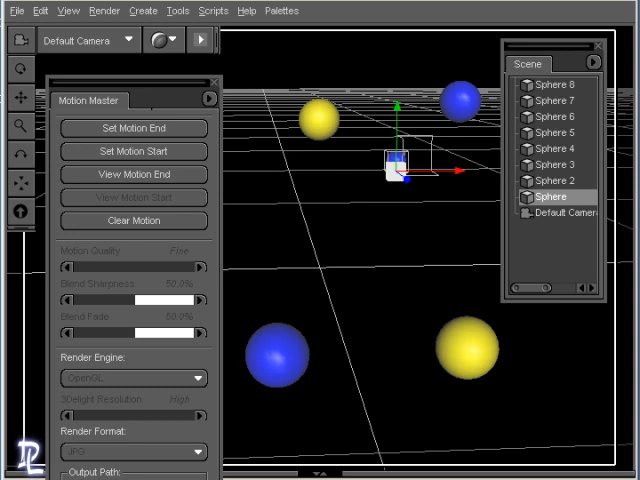 File Edit View Render Create Tools Scripts Help Palettes
Default Camera
Scene
Sphere 8
Sphere 7
Sphere 6
Sphere 5
Sphere 4
Sphere 3
Sphere 2
Sphere
Default Camera
Motion Master
Set Motion End
Set Motion Start
View Motion End
View Motion Start
Clear Motion
Motion Quality Five
Blend Sharpness 50.0%
Blend Fade 50.0%
Render Engine:
OpenGL
3Delight Resolution High
Render Format:
JPG
Output Path:
DL